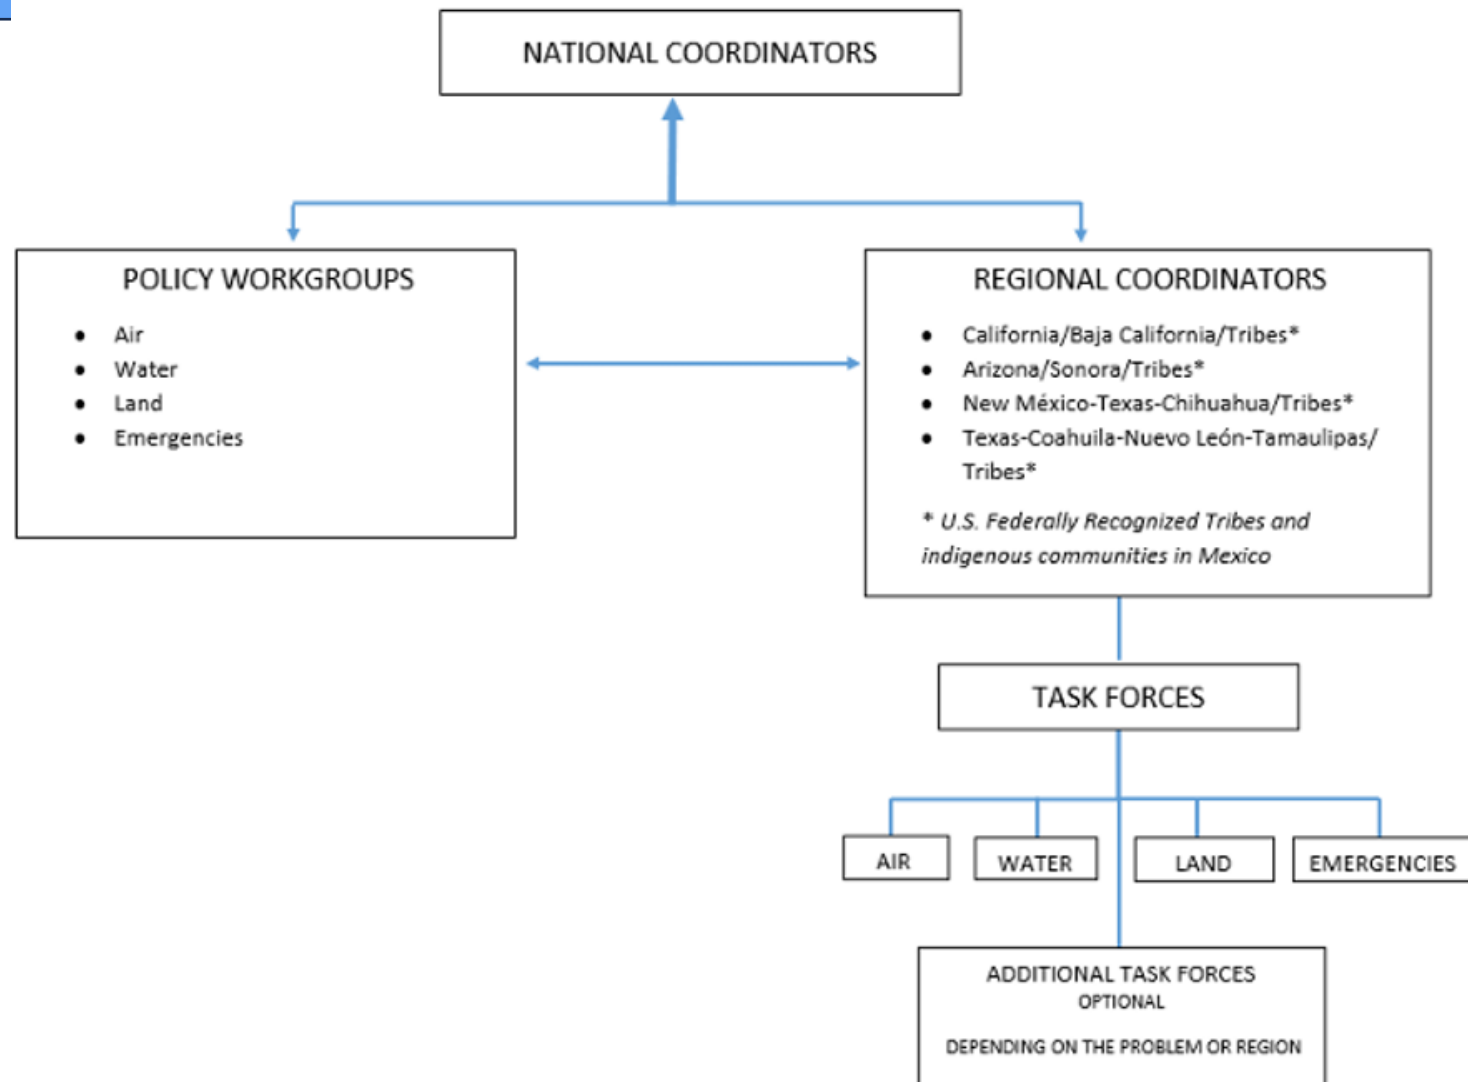 NATIONAL COORDINATORS
POLICY WORKGROUPS
• Air
• Water
• Land
• Emergencies
REGIONAL COORDINATORS
• California/Baja California/Tribes*
• Arizona/Sonora/Tribes*
• New México-Texas-Chihuahua/Tribes*
• Texas-Coahuila-Nuevo León-Tamaulipas/
Tribes*
* U.S. Federally Recognized Tribes and
indigenous communities in Mexico
TASK FORCES
AIR
WATER
LAND
EMERGENCIES
ADDITIONAL TASK FORCES
OPTIONAL
DEPENDING ON THE PROBLEM OR REGION